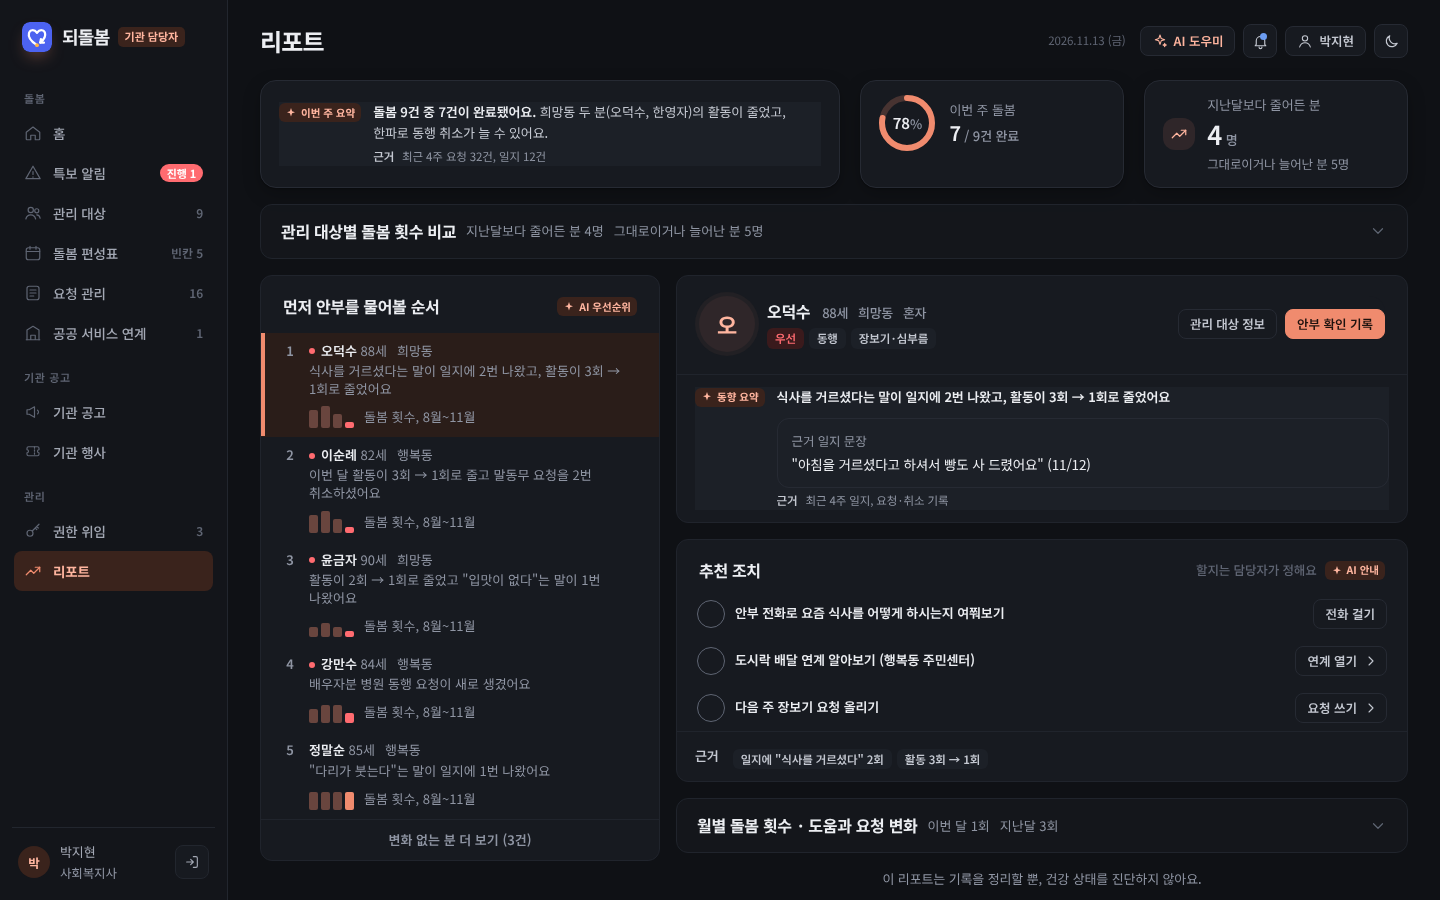 되돌봄 기관 담당자
돌봄
홈
특보 알림 진행 1
관리 대상 9
돌봄 편성표 빈칸 5
요청 관리 16
공공 서비스 연계 1
기관 공고
기관 공고
기관 행사
관리
권한 위임 3
리포트
박 박지현
사회복지사
리포트
2026.11.13 (금) AI 도우미 박지현
이번 주 요약 돌봄 9건 중 7건이 완료됐어요. 희망동 두 분(오덕수, 한영자)의 활동이 줄었고,
한파로 동행 취소가 늘 수 있어요.
근거 최근 4주 요청 32건, 일지 12건
78%
이번 주 돌봄
7 / 9건 완료
지난달보다 줄어든 분
4 명
그대로이거나 늘어난 분 5명
관리 대상별 돌봄 횟수 비교 지난달보다 줄어든 분 4명 그대로이거나 늘어난 분 5명
먼저 안부를 물어볼 순서 AI 우선순위
1 오덕수 88세 희망동
식사를 거르셨다는 말이 일지에 2번 나왔고, 활동이 3회 →
1회로 줄었어요
돌봄 횟수, 8월~11월
2 이순례 82세 행복동
이번 달 활동이 3회 → 1회로 줄고 말동무 요청을 2번
취소하셨어요
돌봄 횟수, 8월~11월
3 윤금자 90세 희망동
활동이 2회 → 1회로 줄었고 "입맛이 없다"는 말이 1번
나왔어요
돌봄 횟수, 8월~11월
4 강만수 84세 행복동
배우자분 병원 동행 요청이 새로 생겼어요
돌봄 횟수, 8월~11월
5 정말순 85세 행복동
"다리가 붓는다"는 말이 일지에 1번 나왔어요
돌봄 횟수, 8월~11월
변화 없는 분 더 보기 (3건)
오 오덕수 88세 희망동 혼자
우선 동행 장보기·심부름
관리 대상 정보 안부 확인 기록
동향 요약 식사를 거르셨다는 말이 일지에 2번 나왔고, 활동이 3회 → 1회로 줄었어요
근거 일지 문장
"아침을 거르셨다고 하셔서 빵도 사 드렸어요" (11/12)
근거 최근 4주 일지, 요청·취소 기록
추천 조치 할지는 담당자가 정해요 AI 안내
안부 전화로 요즘 식사를 어떻게 하시는지 여쭤보기 전화 걸기
도시락 배달 연계 알아보기 (행복동 주민센터) 연계 열기
다음 주 장보기 요청 올리기 요청 쓰기
근거 일지에 "식사를 거르셨다" 2회 활동 3회 → 1회
월별 돌봄 횟수 · 도움과 요청 변화 이번 달 1회 지난달 3회
이 리포트는 기록을 정리할 뿐, 건강 상태를 진단하지 않아요.